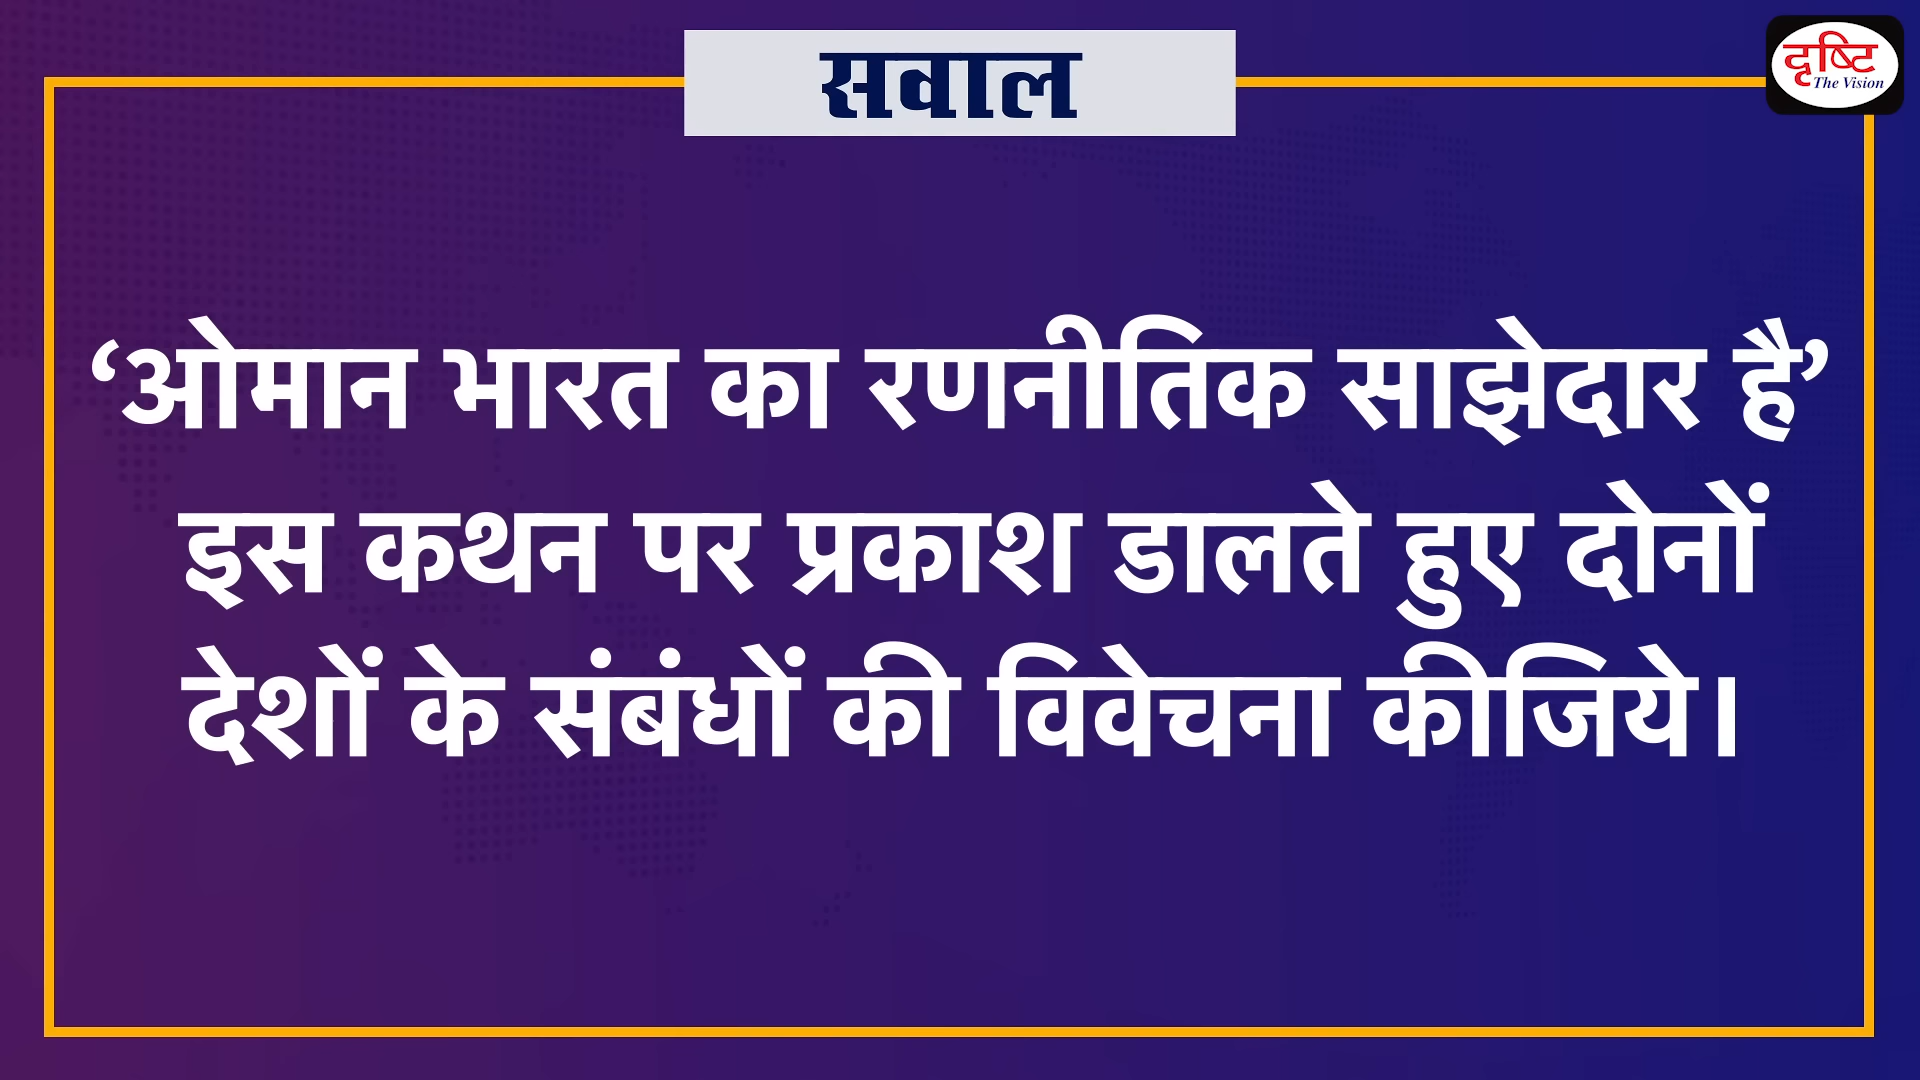 सवाल
दृष्टि
The Vision
‘ओमान भारत का रणनीतिक साझेदार है’
इस कथन पर प्रकाश डालते हुए दोनों
देशों के संबंधों की विवेचना कीजिये।